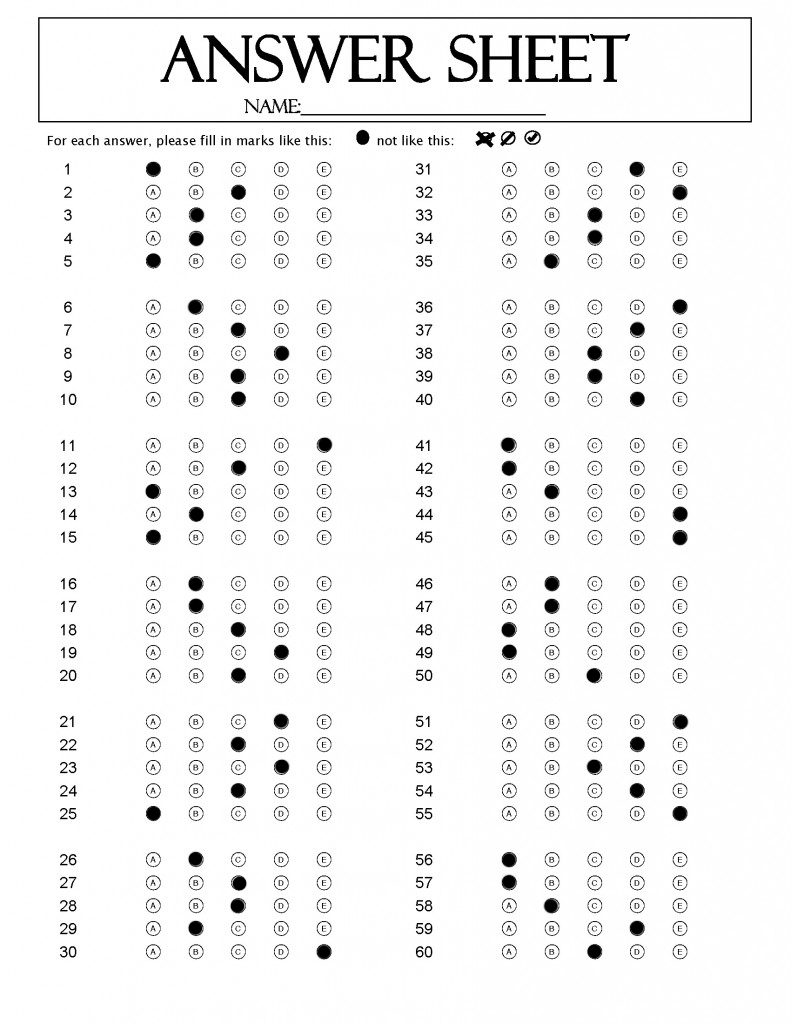 ANSWER SHEET
NAME:
For each answer, please fill in marks like this: not like this:
1 B C D E 31 A B C E
2 A B D E 32 A B C D
3 A C D E 33 A B D E
4 A C D E 34 A B D E
5 B C D E 35 A C D E
6 A C D E 36 A B C D
7 A B D E 37 A B C E
8 A B C E 38 A B D E
9 A B D E 39 A B D E
10 A B D E 40 A B C E
11 A B C D 41 B C D E
12 A B D E 42 B C D E
13 B C D E 43 A C D E
14 A C D E 44 A B C D
15 B C D E 45 A B C D
16 A C D E 46 A C D E
17 A C D E 47 A C D E
18 A B D E 48 B C D E
19 A B C E 49 B C D E
20 A B D E 50 A B D E
21 A B C E 51 A B C D
22 A B D E 52 A B C E
23 A B C E 53 A B D E
24 A B D E 54 A B C E
25 B C D E 55 A B C D
26 A C D E 56 B C D E
27 A B D E 57 B C D E
28 A B D E 58 A C D E
29 A C D E 59 A B C E
30 A B C D 60 A B D E